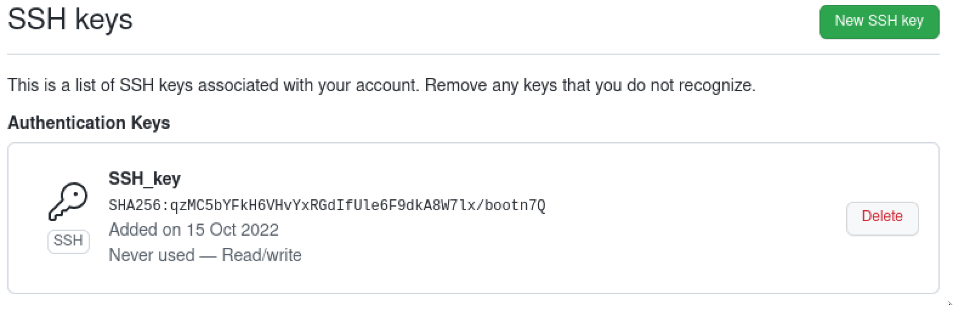 SSH keys
New SSH key
This is a list of SSH keys associated with your account. Remove any keys that you do not recognize.
Authentication Keys
SSH_key
SHA256:qzMC5bYFkH6VHvYxRGdIfUle6F9dkA8W7lx/bootn7Q
Added on 15 Oct 2022
Never used — Read/write
SSH
Delete